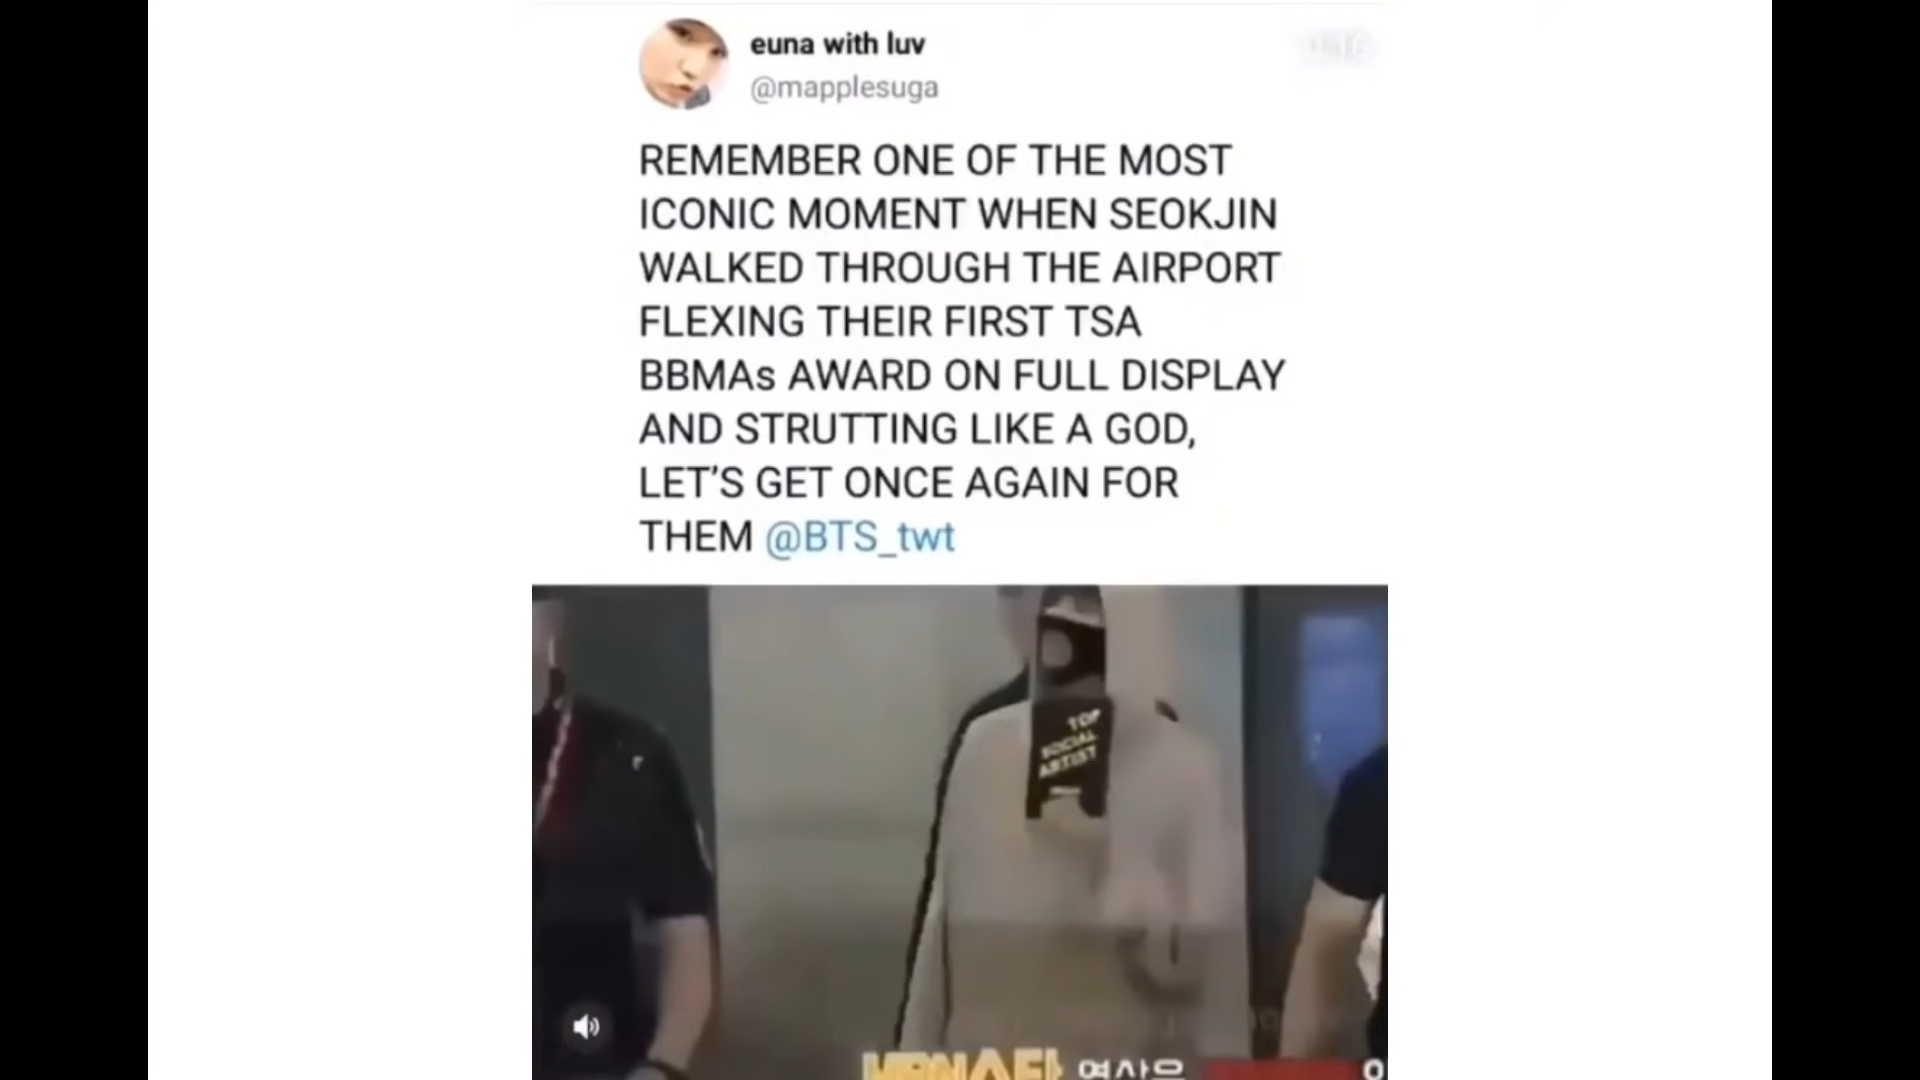 euna with luv
@mapplesuga
REMEMBER ONE OF THE MOST
ICONIC MOMENT WHEN SEOKJIN
WALKED THROUGH THE AIRPORT
FLEXING THEIR FIRST TSA
BBMAs AWARD ON FULL DISPLAY
AND STRUTTING LIKE A GOD,
LET'S GET ONCE AGAIN FOR
THEM @BTS_twt
TOP
SOCIAL
ARTIST